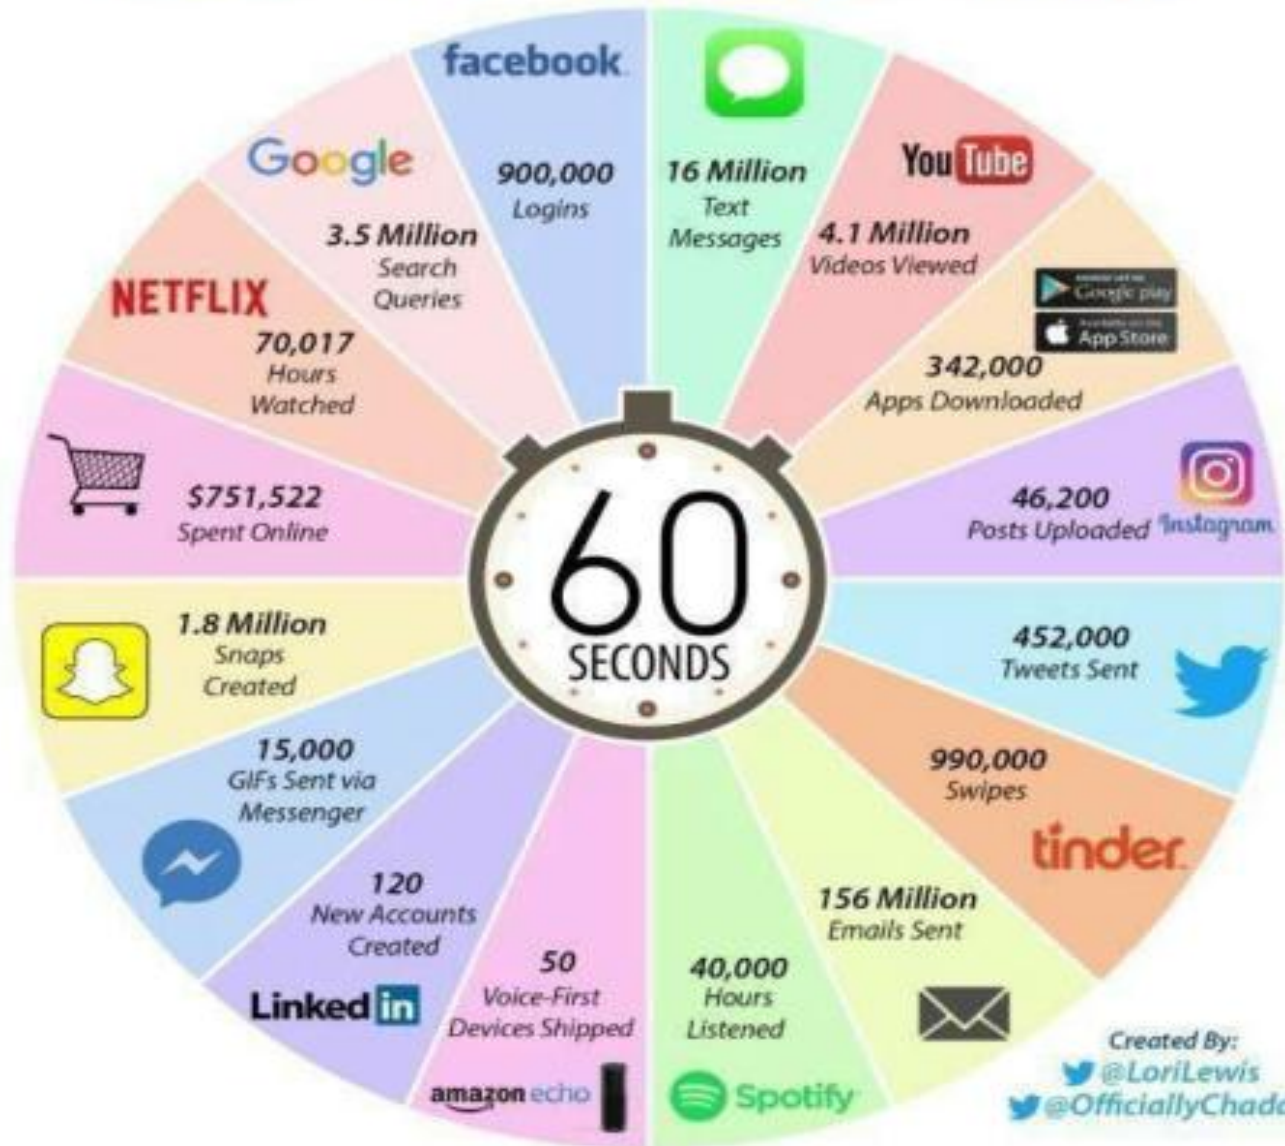 facebook
900,000
Logins
16 Million
Text
Messages
You Tube
4.1 Million
Videos Viewed
Google play
App Store
342,000
Apps Downloaded
Instagram
46,200
Posts Uploaded
452,000
Tweets Sent
990,000
Swipes
tinder
156 Million
Emails Sent
40,000
Hours
Listened
Spotify
50
Voice-First
Devices Shipped
amazon echo
120
New Accounts
Created
Linked in
15,000
GIFs Sent via
Messenger
1.8 Million
Snaps
Created
$751,522
Spent Online
NETFLIX
70,017
Hours
Watched
Google
3.5 Million
Search
Queries
60
SECONDS
Created By:
@LoriLewis